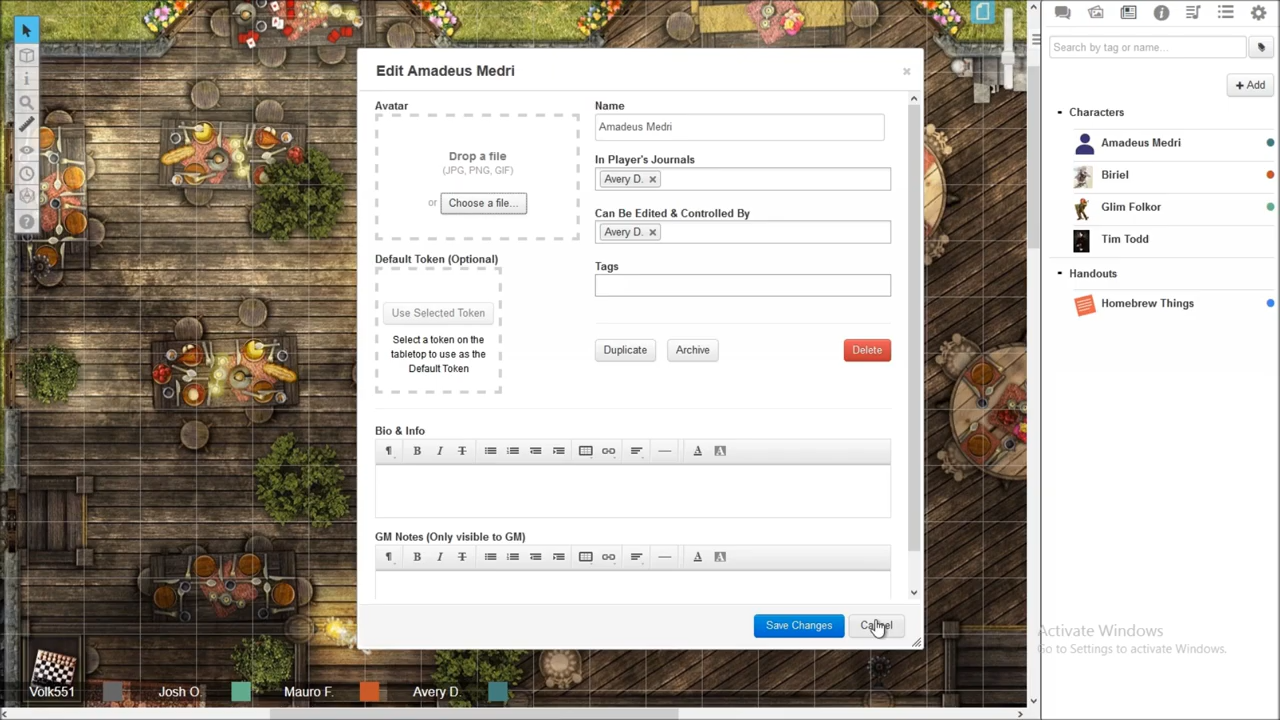 Edit Amadeus Medri
×
Avatar
Drop a file
(JPG, PNG, GIF)
or Choose a file...
Name
Amadeus Medri
In Player's Journals
Avery D. ×
Can Be Edited & Controlled By
Avery D. ×
Default Token (Optional)
Use Selected Token
Select a token on the
tabletop to use as the
Default Token
Tags
Duplicate Archive Delete
Bio & Info
¶ B I T A A
GM Notes (Only visible to GM)
¶ B I T A A
Save Changes Cancel
Search by tag or name...
+ Add
Characters
Amadeus Medri
Biriel
Glim Folkor
Tim Todd
Handouts
Homebrew Things
Activate Windows
Go to Settings to activate Windows.
Volk551 Josh O. Mauro F. Avery D.